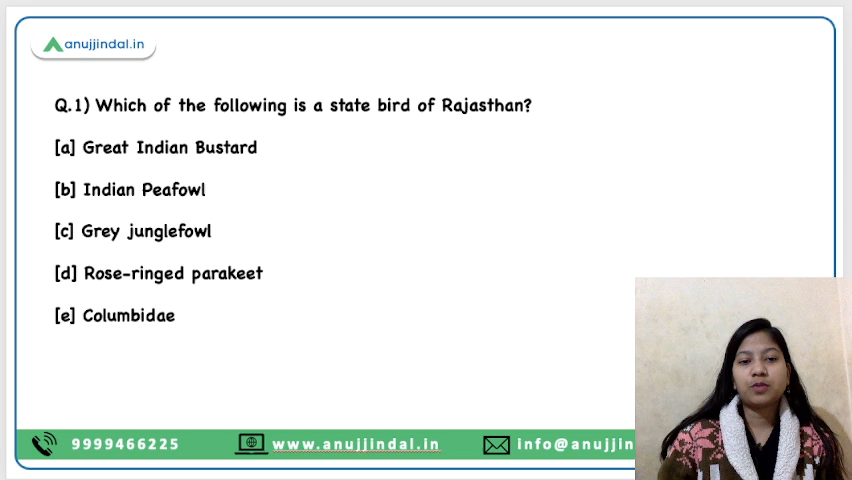 anujjindal.in
Q.1) Which of the following is a state bird of Rajasthan?
[a] Great Indian Bustard
[b] Indian Peafowl
[c] Grey junglefowl
[d] Rose-ringed parakeet
[e] Columbidae
9999466225 www.anujjindal.in info@anujjin